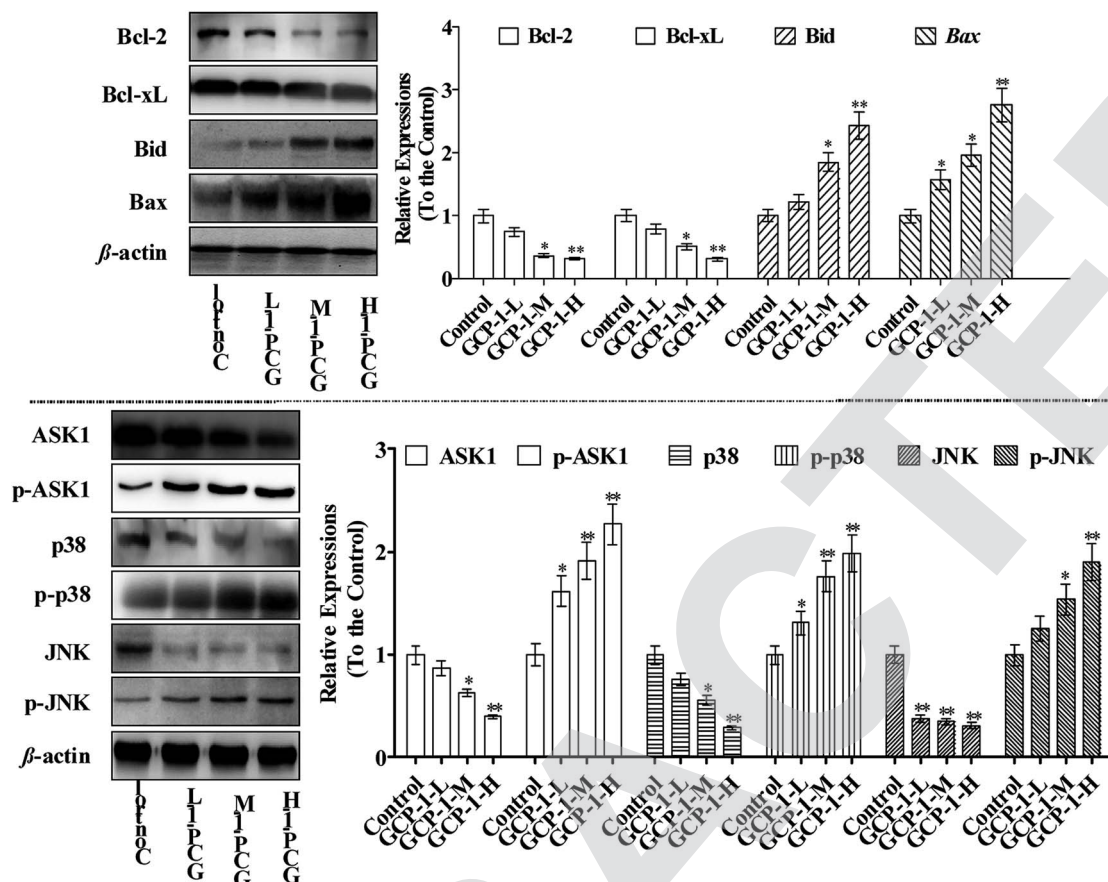 Bcl-2
Bcl-xL
Bid
Bax
β-actin
Control
GCP-1-L
GCP-1-M
GCP-1-H
Relative Expressions
(To the Control)
4
3
2
1
0
Bcl-2 Bcl-xL Bid Bax
* ** * ** * ** * * **
Control GCP-1-L GCP-1-M GCP-1-H Control GCP-1-L GCP-1-M GCP-1-H Control GCP-1-L GCP-1-M GCP-1-H Control GCP-1-L GCP-1-M GCP-1-H
ASK1
p-ASK1
p38
p-p38
JNK
p-JNK
β-actin
Control
GCP-1-L
GCP-1-M
GCP-1-H
Relative Expressions
(To the Control)
3
2
1
0
ASK1 p-ASK1 p38 p-p38 JNK p-JNK
* ** * ** ** * ** * ** ** ** ** ** * **
Control GCP-1-L GCP-1-M GCP-1-H Control GCP-1-L GCP-1-M GCP-1-H Control GCP-1-L GCP-1-M GCP-1-H Control GCP-1-L GCP-1-M GCP-1-H Control GCP-1-L GCP-1-M GCP-1-H Control GCP-1-L GCP-1-M GCP-1-H
ACTE